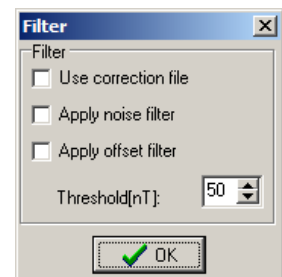 Filter
Filter
Use correction file
Apply noise filter
Apply offset filter
Threshold[nT]: 50
OK